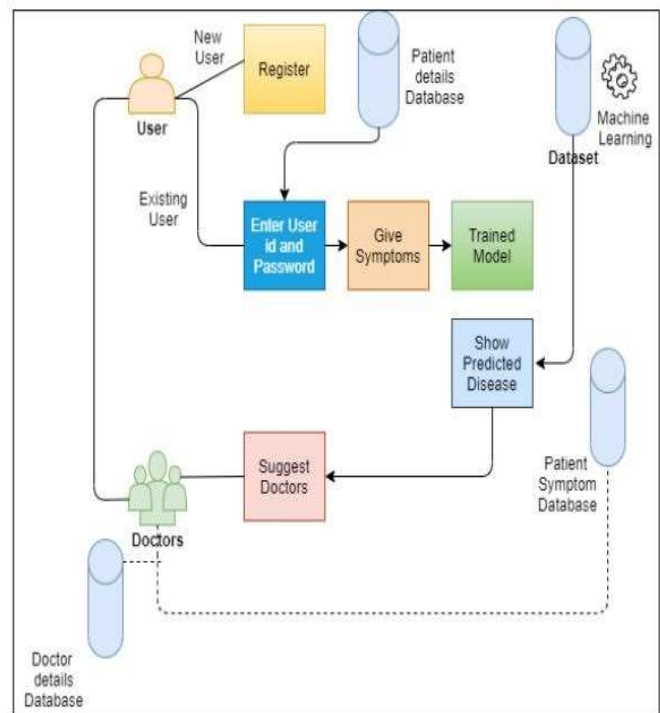 New
User
Register
Patient
details
Database
Machine
Learning
User
Dataset
Existing
User
Enter User
id and
Password
Give
Symptoms
Trained
Model
Show
Predicted
Disease
Suggest
Doctors
Patient
Symptom
Database
Doctors
Doctor
details
Database